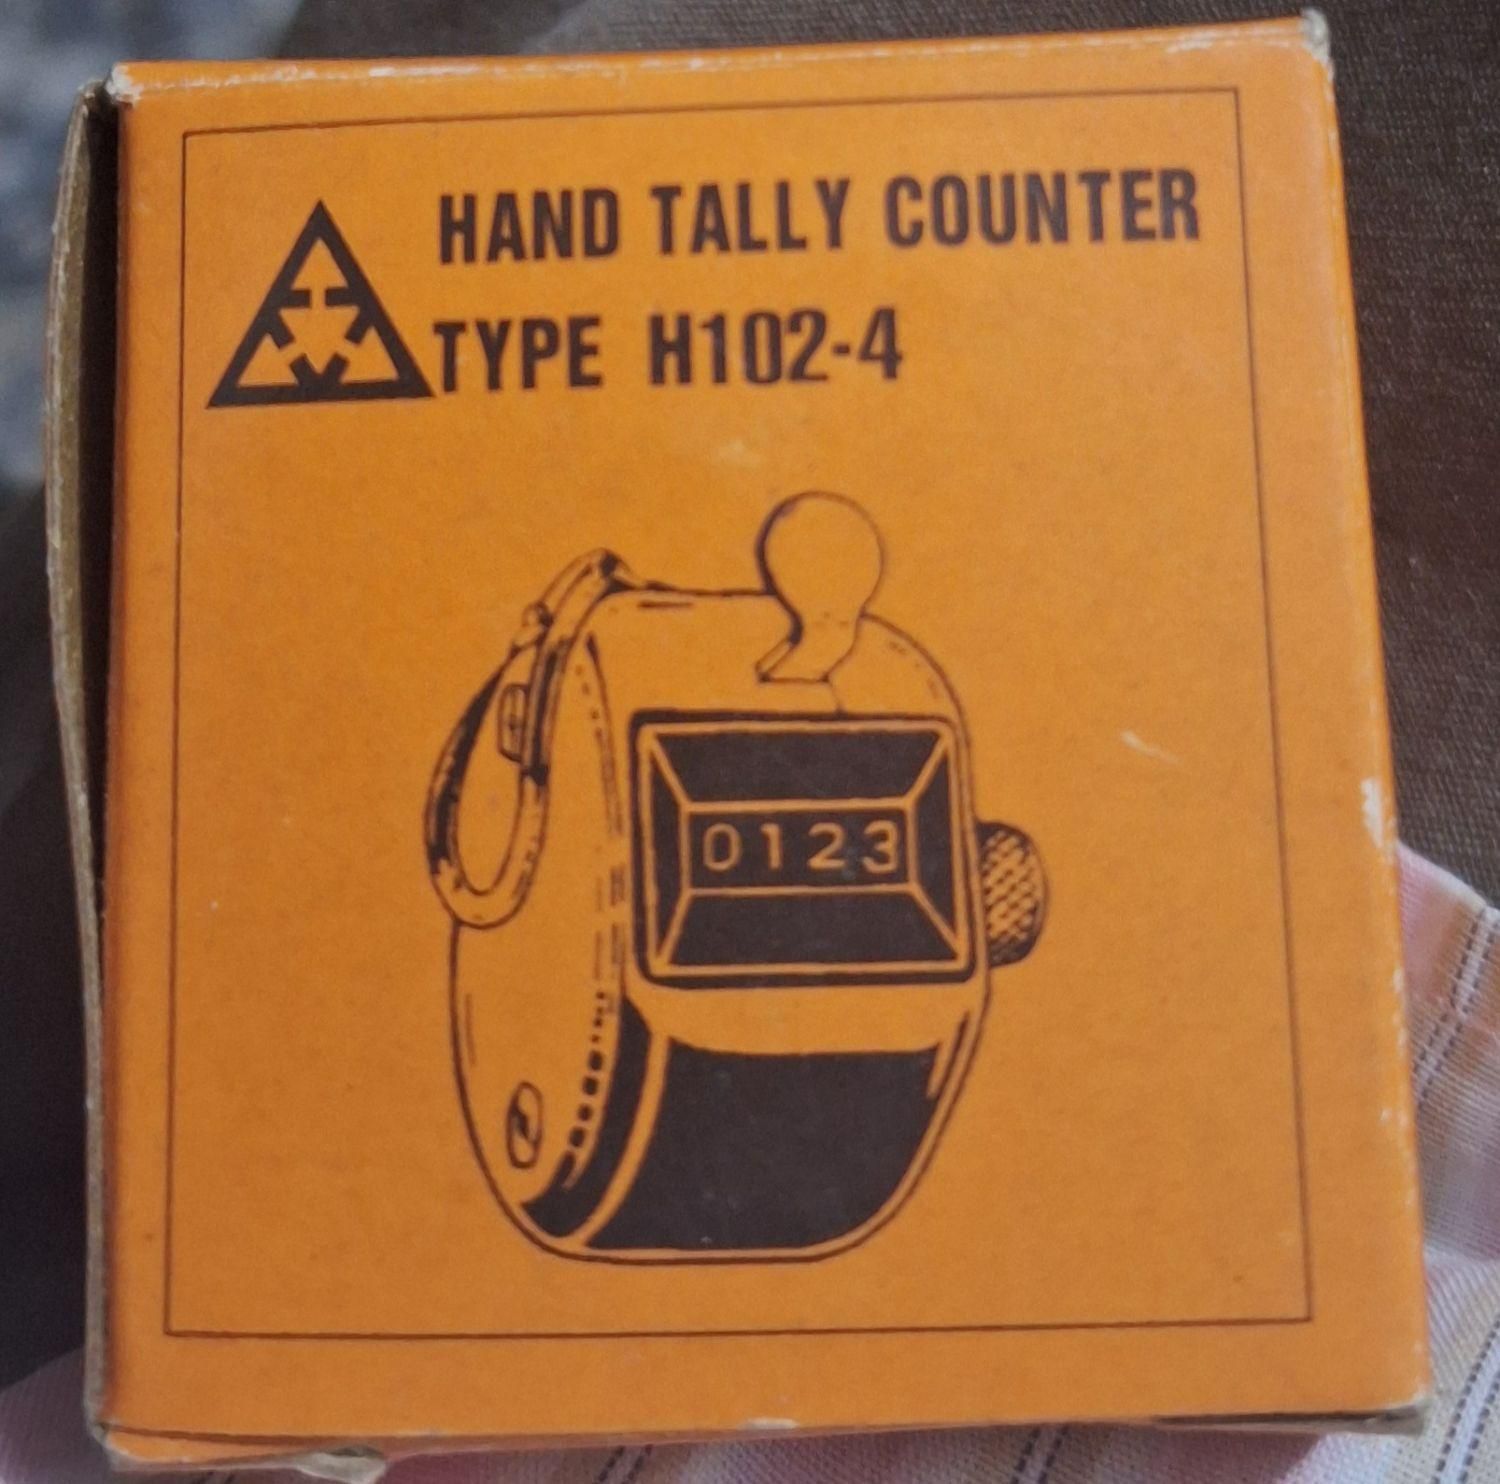 HAND TALLY COUNTER
TYPE H102-4
0123